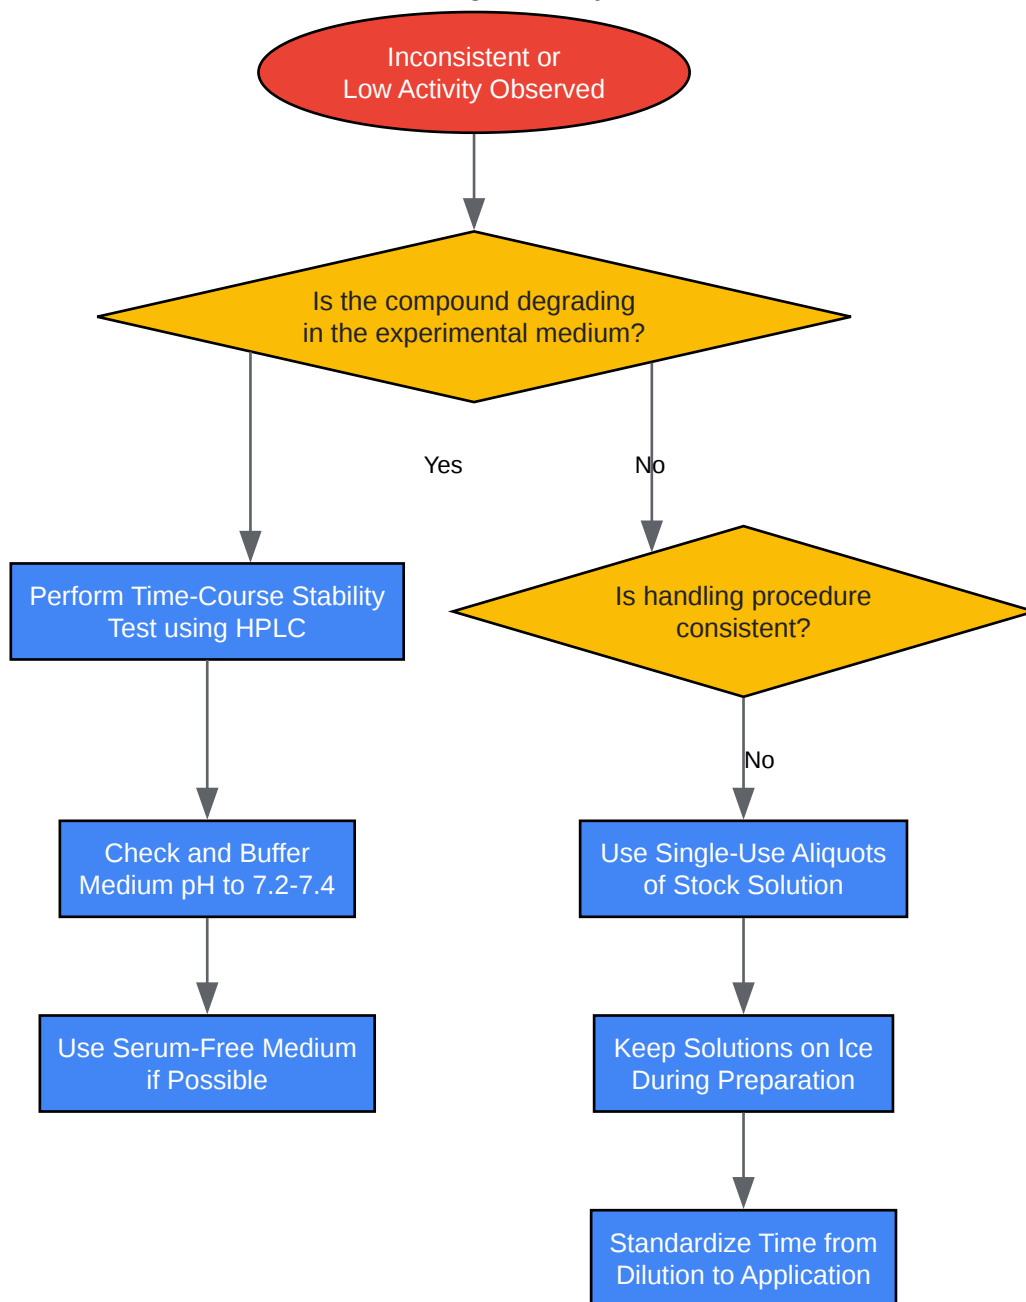 Inconsistent or
Low Activity Observed
Is the compound degrading
in the experimental medium?
Yes
No
Perform Time-Course Stability
Test using HPLC
Is handling procedure
consistent?
No
Check and Buffer
Medium pH to 7.2-7.4
Use Single-Use Aliquots
of Stock Solution
Use Serum-Free Medium
if Possible
Keep Solutions on Ice
During Preparation
Standardize Time from
Dilution to Application